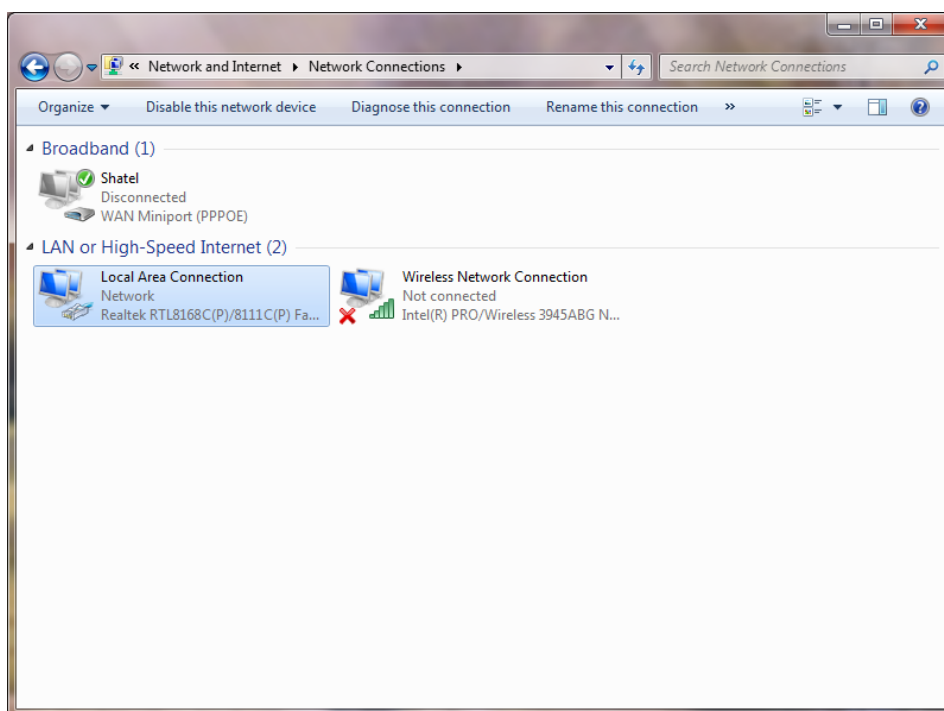 « Network and Internet ▸ Network Connections ▸ Search Network Connections
Organize ▾ Disable this network device Diagnose this connection Rename this connection »
Broadband (1)
Shatel
Disconnected
WAN Miniport (PPPOE)
LAN or High-Speed Internet (2)
Local Area Connection
Network
Realtek RTL8168C(P)/8111C(P) Fa...
Wireless Network Connection
Not connected
Intel(R) PRO/Wireless 3945ABG N...